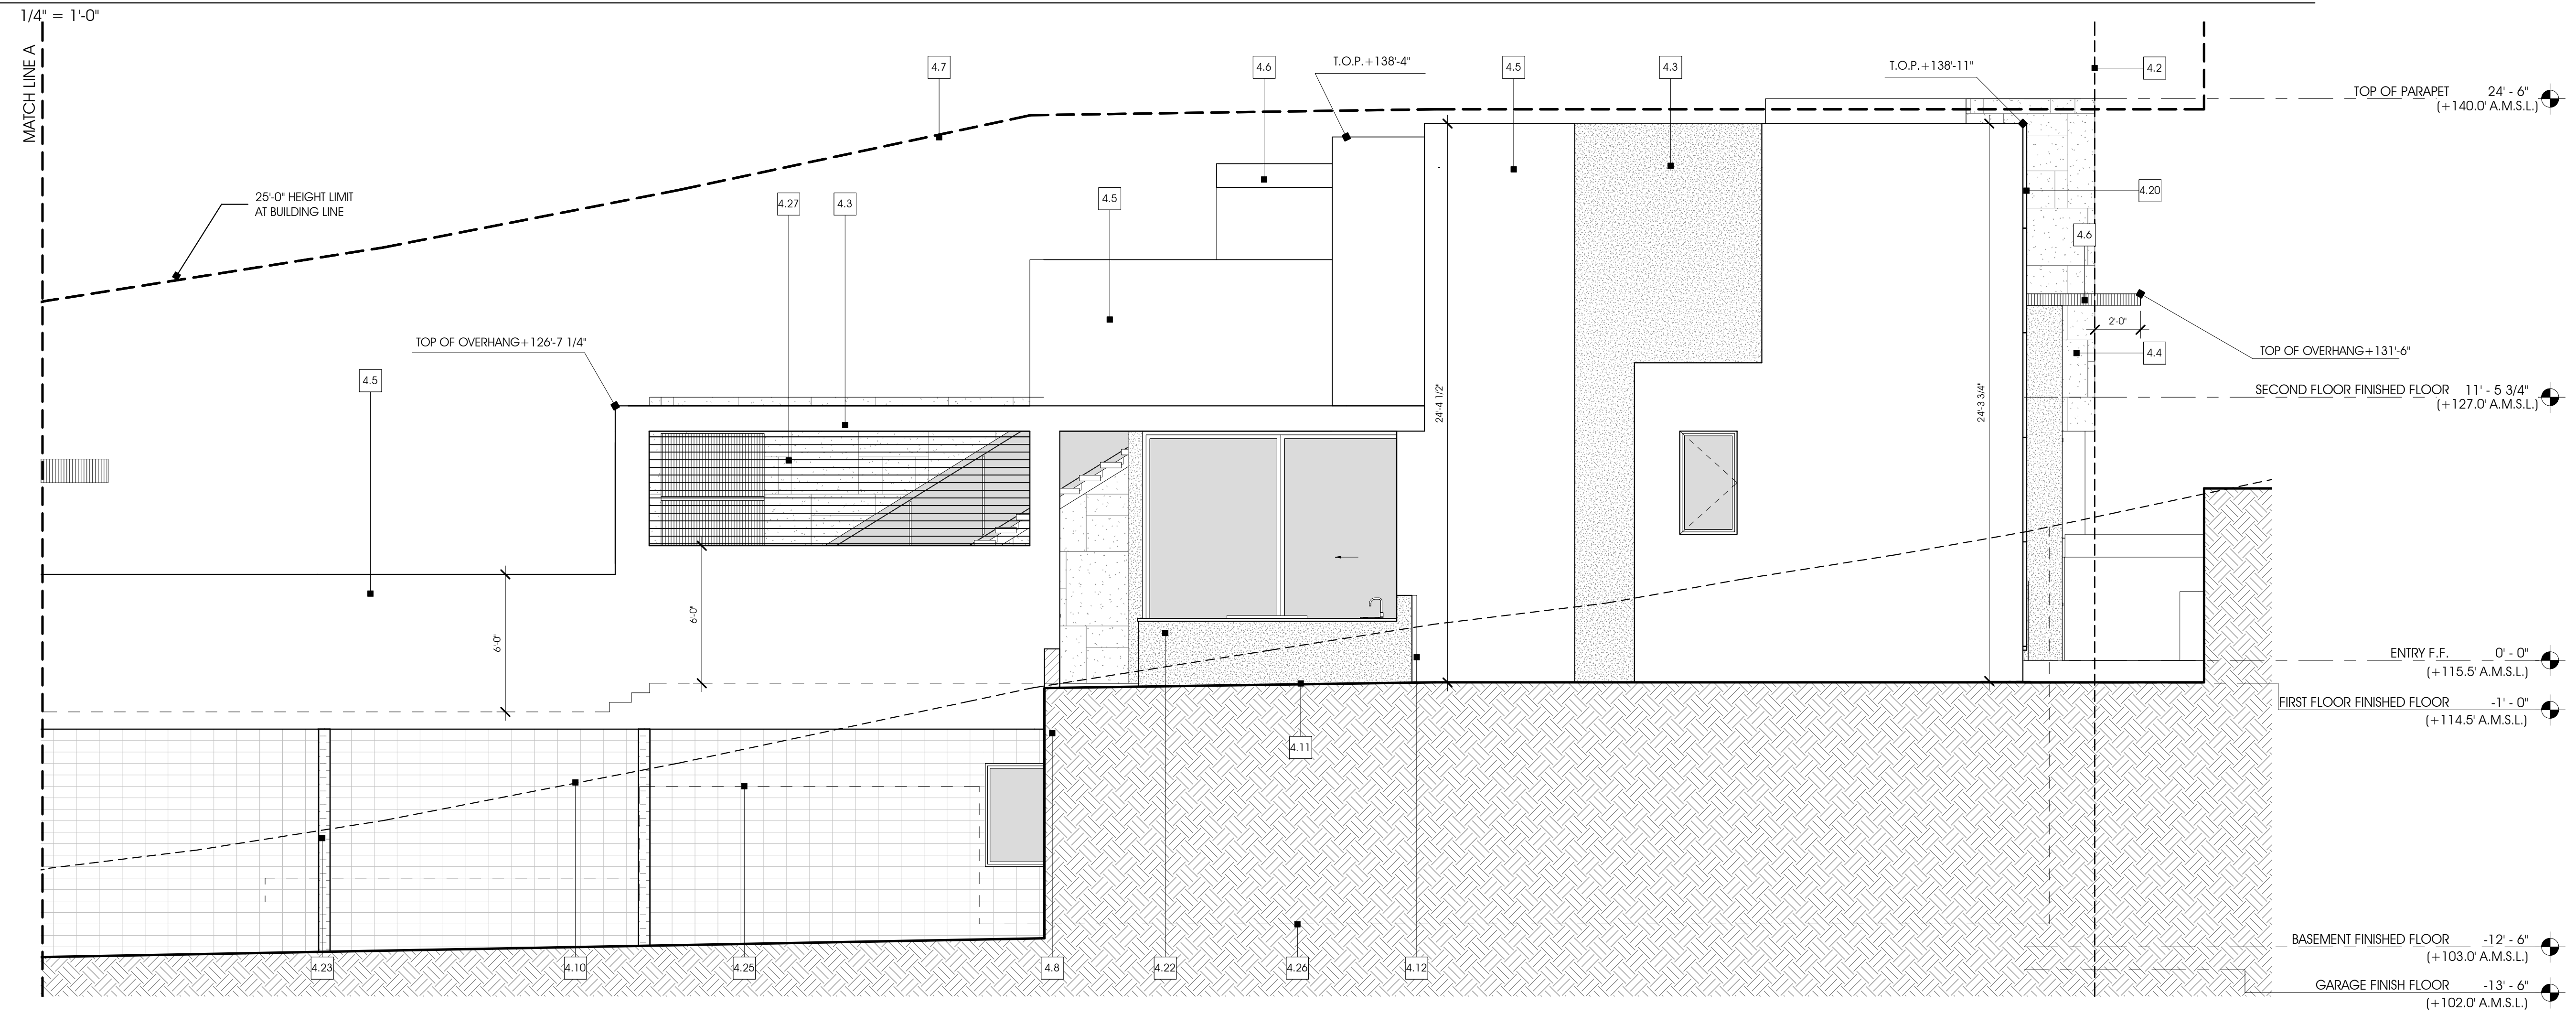 1/4" = 1'-0"
MATCH LINE A
4.7
4.6
T.O.P.+138'-4"
4.5
4.3
T.O.P.+138'-11"
4.2
TOP OF PARAPET 24' - 6"
(+140.0' A.M.S.L.)
25'-0" HEIGHT LIMIT
AT BUILDING LINE
4.27
4.3
4.5
4.20
4.6
2'-0"
TOP OF OVERHANG+126'-7 1/4"
4.4
TOP OF OVERHANG+131'-6"
4.5
24'-4 1/2"
24'-3 3/4"
SECOND FLOOR FINISHED FLOOR 11' - 5 3/4"
(+127.0' A.M.S.L.)
6'-0"
6'-0"
ENTRY F.F. 0' - 0"
(+115.5' A.M.S.L.)
FIRST FLOOR FINISHED FLOOR -1' - 0"
(+114.5' A.M.S.L.)
4.11
BASEMENT FINISHED FLOOR -12' - 6"
(+103.0' A.M.S.L.)
4.23
4.10
4.25
4.8
4.22
4.26
4.12
GARAGE FINISH FLOOR -13' - 6"
(+102.0' A.M.S.L.)